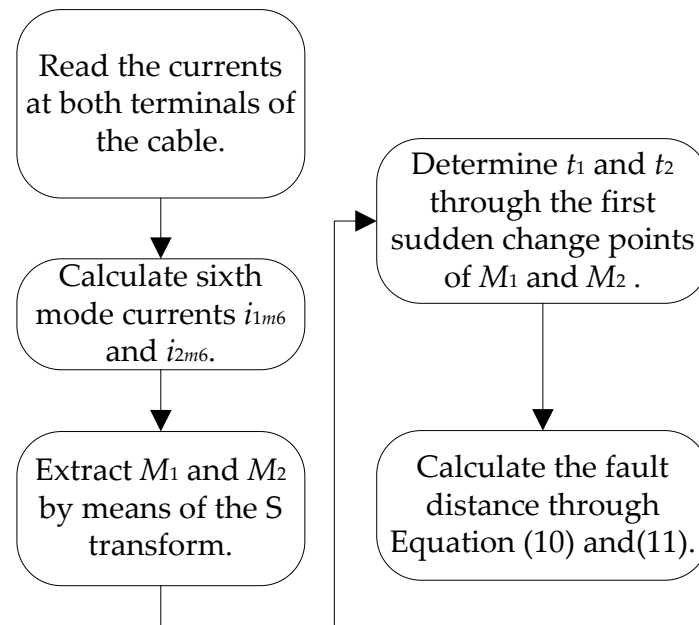 Read the currents
at both terminals of
the cable.
Calculate sixth
mode currents i1m6
and i2m6.
Extract M1 and M2
by means of the S
transform.
Determine t1 and t2
through the first
sudden change points
of M1 and M2 .
Calculate the fault
distance through
Equation (10) and(11).